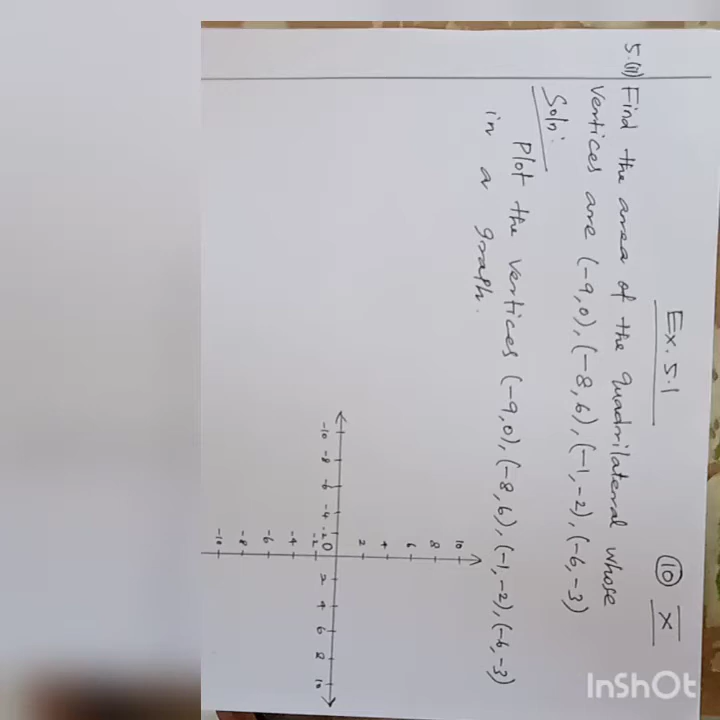 Ex. 5.1
10
X
5.(ii) Find the area of the quadrilateral whose
vertices are (-9,0), (-8,6), (-1,-2), (-6,-3)
Soln:
Plot the vertices (-9,0), (-8,6), (-1,-2), (-6,-3)
in a graph.
10
8
6
4
2
-10 -8 -6 -4 -2 0 2 4 6 8 10
-2
-4
-6
-8
-10
InShOt